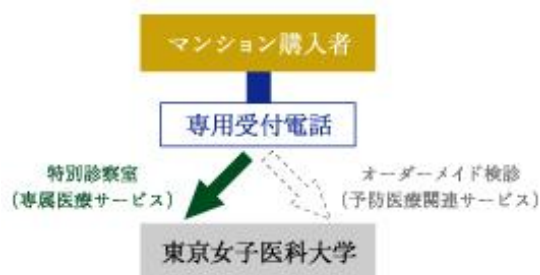 マンション購入者
専用受付電話
特別診察室
(専属医療サービス)
オーダーメイド検診
(予防医療関連サービス)
東京女子医科大学